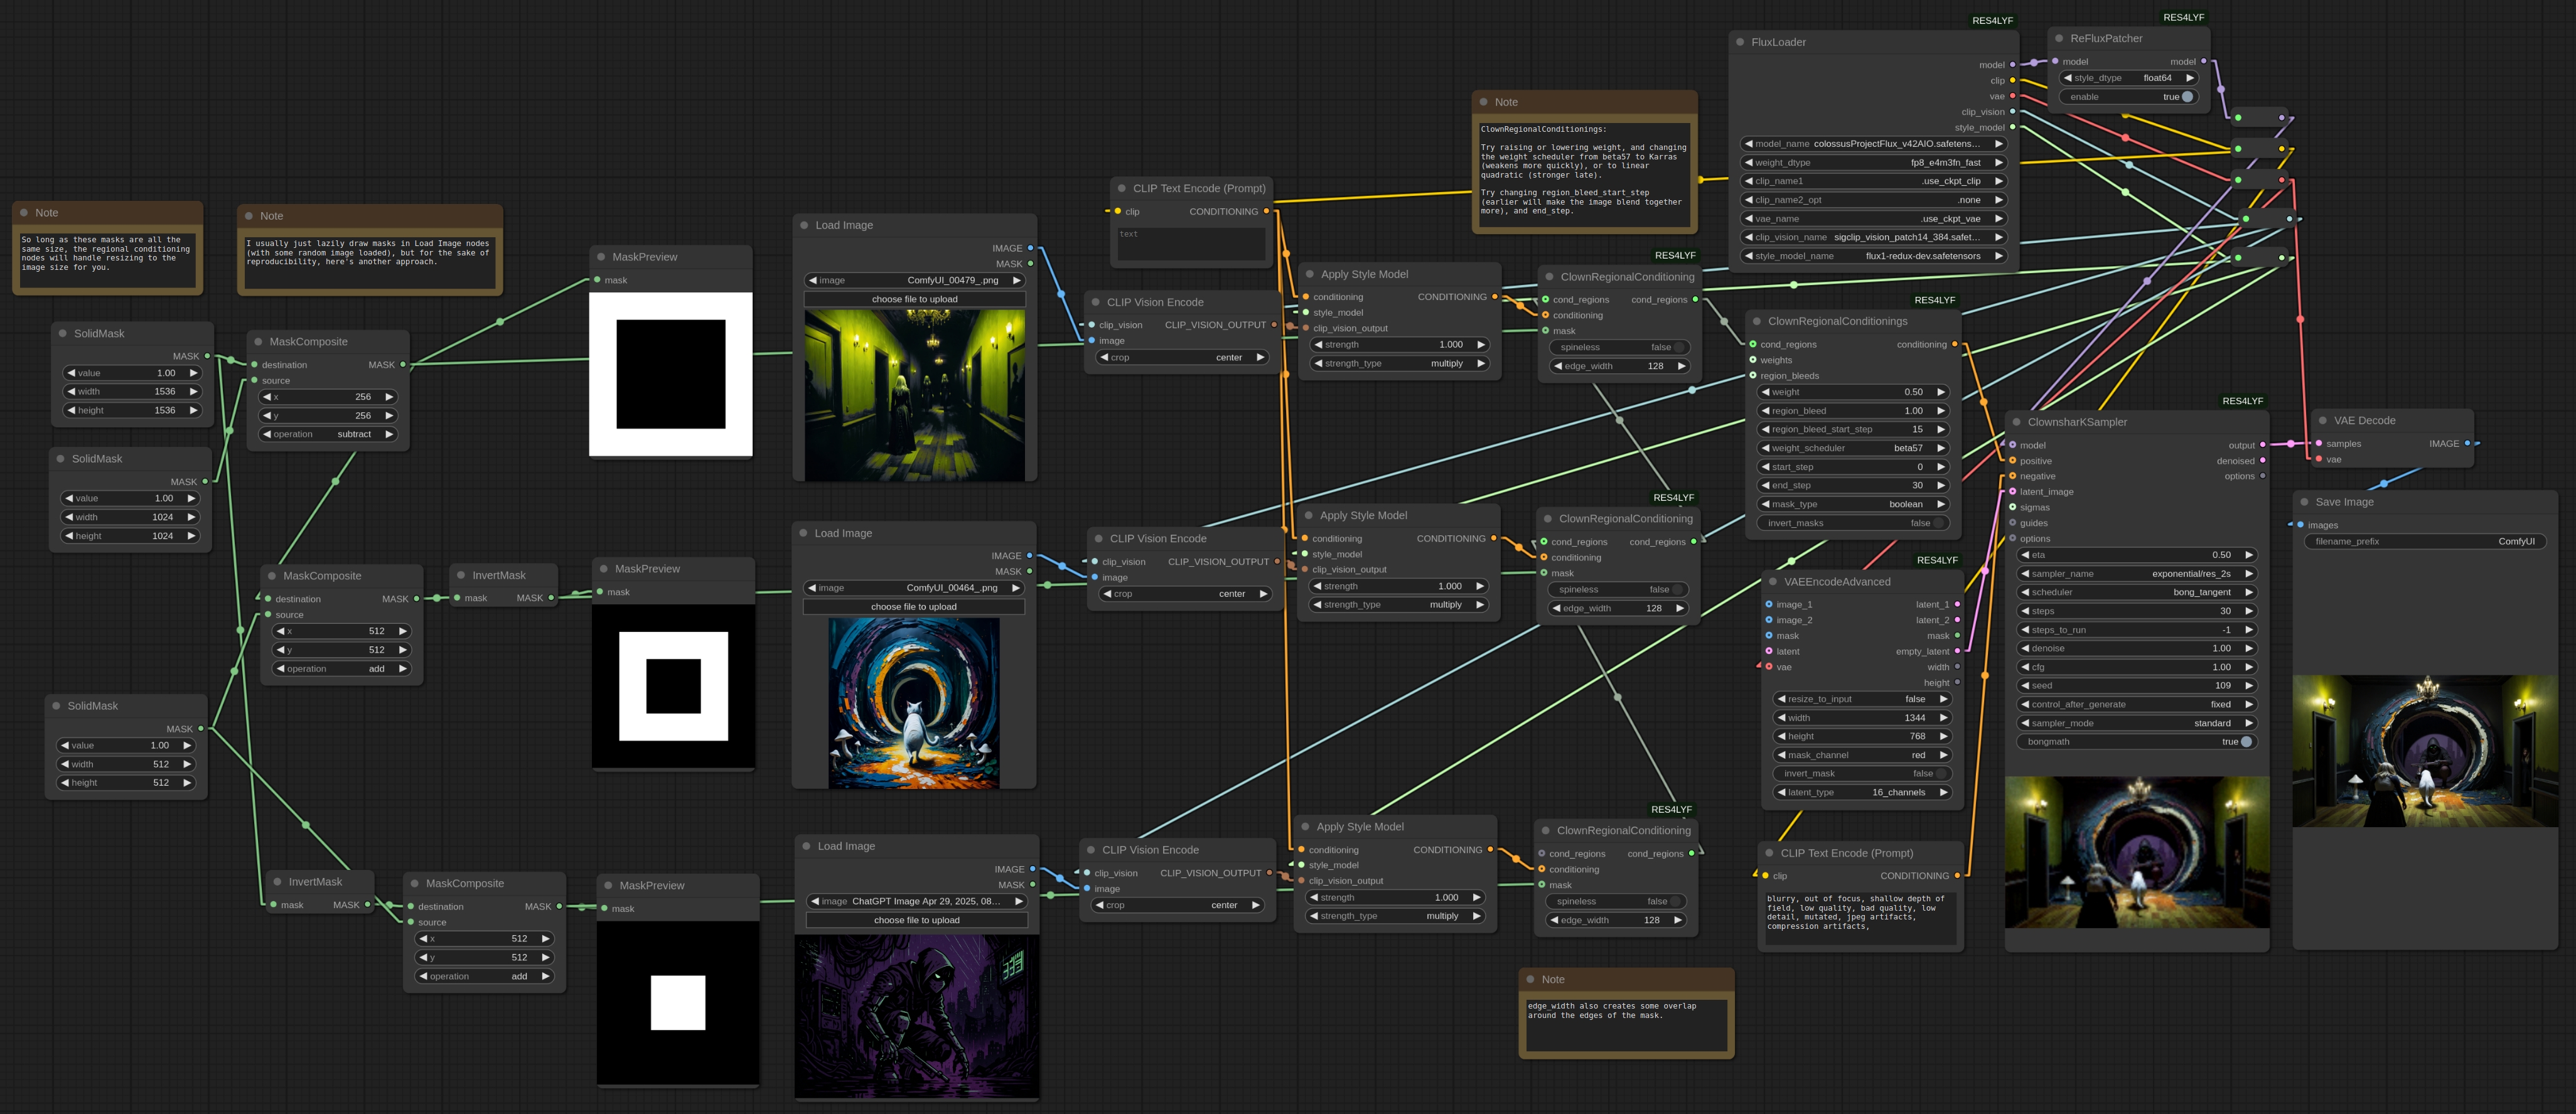 Note
So long as these masks are all the
same size, the regional conditioning
nodes will handle resizing to the
image size for you.
Note
I usually just lazily draw masks in Load Image nodes
(with some random image loaded), but for the sake of
reproducibility, here's another approach.
SolidMask
MASK
value 1.00
width 1536
height 1536
SolidMask
MASK
value 1.00
width 1024
height 1024
SolidMask
MASK
value 1.00
width 512
height 512
MaskComposite
destination MASK
source
x 256
y 256
operation subtract
MaskComposite
destination MASK
source
x 512
y 512
operation add
InvertMask
mask MASK
InvertMask
mask MASK
MaskComposite
destination MASK
source
x 512
y 512
operation add
MaskPreview
mask
MaskPreview
mask
MaskPreview
mask
Load Image
IMAGE
MASK
image ComfyUI_00479_.png
choose file to upload
Load Image
IMAGE
MASK
image ComfyUI_00464_.png
choose file to upload
Load Image
IMAGE
MASK
image ChatGPT Image Apr 29, 2025, 08...
choose file to upload
CLIP Text Encode (Prompt)
clip CONDITIONING
text
CLIP Vision Encode
clip_vision CLIP_VISION_OUTPUT
image
crop center
CLIP Vision Encode
clip_vision CLIP_VISION_OUTPUT
image
crop center
CLIP Vision Encode
clip_vision CLIP_VISION_OUTPUT
image
crop center
Apply Style Model
conditioning CONDITIONING
style_model
clip_vision_output
strength 1.000
strength_type multiply
Apply Style Model
conditioning CONDITIONING
style_model
clip_vision_output
strength 1.000
strength_type multiply
Apply Style Model
conditioning CONDITIONING
style_model
clip_vision_output
strength 1.000
strength_type multiply
Note
ClownRegionalConditionings:
Try raising or lowering weight, and changing
the weight scheduler from beta57 to Karras
(weakens more quickly), or to linear
quadratic (stronger late).
Try changing region_bleed_start_step
(earlier will make the image blend together
more), and end_step.
RES4LYF
ClownRegionalConditioning
cond_regions cond_regions
conditioning
mask
spineless false
edge_width 128
RES4LYF
ClownRegionalConditioning
cond_regions cond_regions
conditioning
mask
spineless false
edge_width 128
RES4LYF
ClownRegionalConditioning
cond_regions cond_regions
conditioning
mask
spineless false
edge_width 128
Note
edge_width also creates some overlap
around the edges of the mask.
RES4LYF
FluxLoader
model
clip
vae
clip_vision
style_model
model_name colossusProjectFlux_v42AIO.safetens...
weight_dtype fp8_e4m3fn_fast
clip_name1 .use_ckpt_clip
clip_name2_opt .none
vae_name .use_ckpt_vae
clip_vision_name sigclip_vision_patch14_384.safet...
style_model_name flux1-redux-dev.safetensors
RES4LYF
ReFluxPatcher
model model
style_dtype float64
enable true
RES4LYF
ClownRegionalConditionings
cond_regions conditioning
weights
region_bleeds
weight 0.50
region_bleed 1.00
region_bleed_start_step 15
weight_scheduler beta57
start_step 0
end_step 30
mask_type boolean
invert_masks false
RES4LYF
VAEEncodeAdvanced
image_1 latent_1
image_2 latent_2
mask mask
latent empty_latent
vae width
height
resize_to_input false
width 1344
height 768
mask_channel red
invert_mask false
latent_type 16_channels
CLIP Text Encode (Prompt)
clip CONDITIONING
blurry, out of focus, shallow depth of
field, low quality, bad quality, low
detail, mutated, jpeg artifacts,
compression artifacts,
RES4LYF
ClownsharKSampler
model output
positive denoised
negative options
latent_image
sigmas
guides
options
eta 0.50
sampler_name exponential/res_2s
scheduler bong_tangent
steps 30
steps_to_run -1
denoise 1.00
cfg 1.00
seed 109
control_after_generate fixed
sampler_mode standard
bongmath true
VAE Decode
samples IMAGE
vae
Save Image
images
filename_prefix ComfyUI